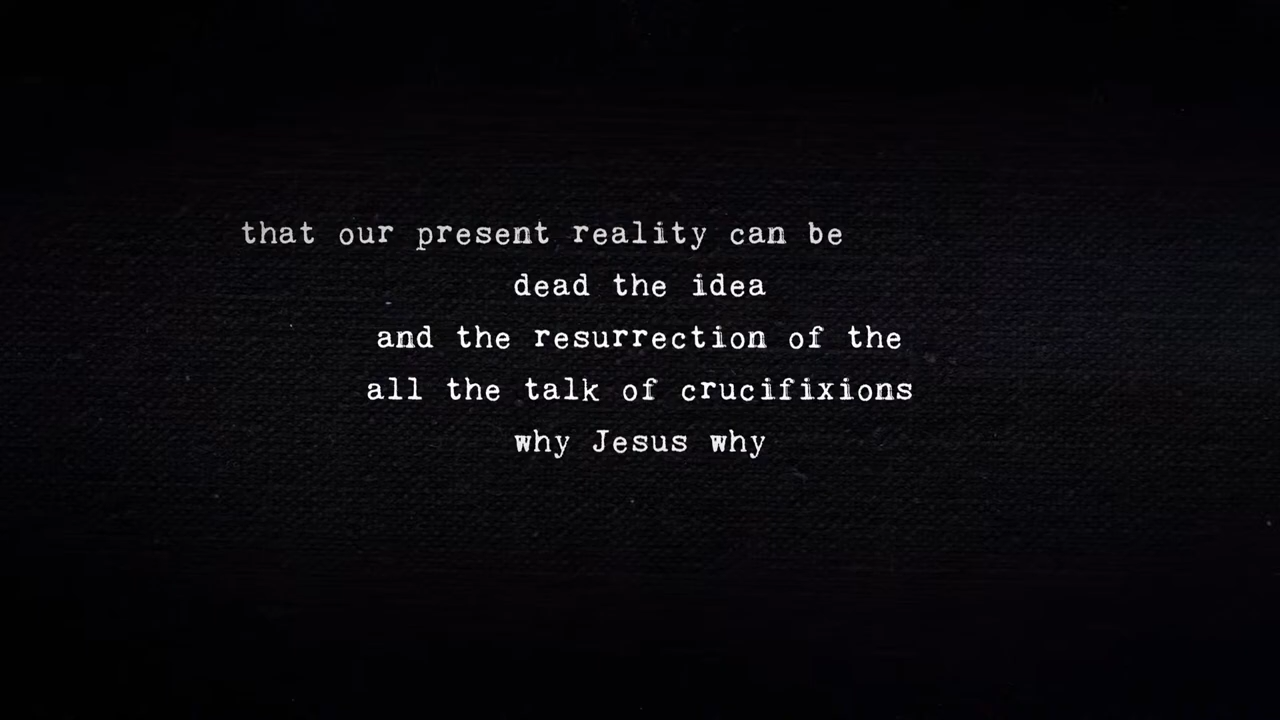 that our present reality can be
dead the idea
and the resurrection of the
all the talk of crucifixions
why Jesus why